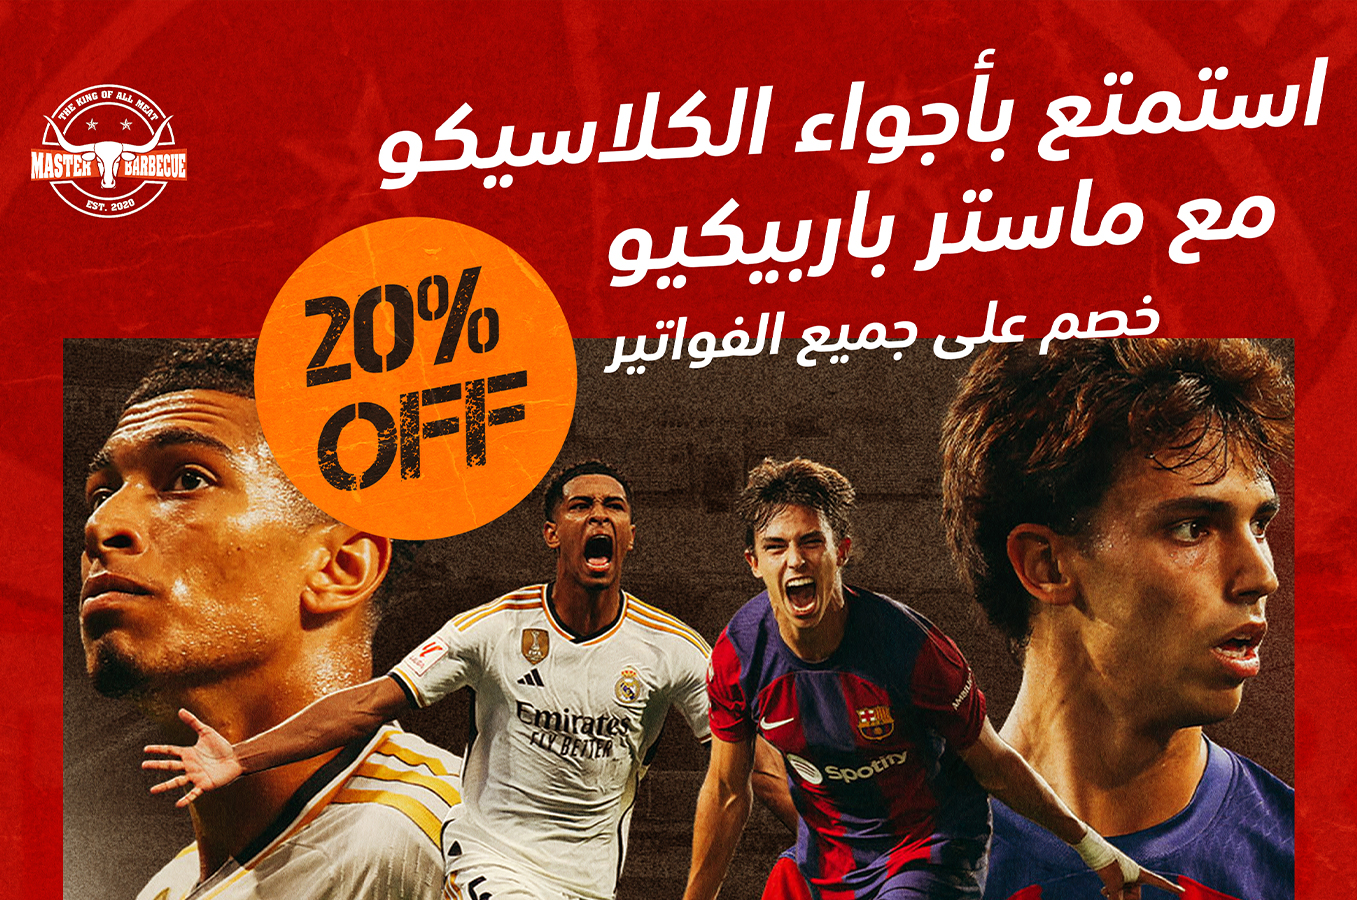 استمتع بأجواء الكلاسيكو
مع ماستر باربيكيو
خصم على جميع الفواتير
20%
OFF
THE KING OF ALL MEAT
MASTER BARBECUE
EST. 2020
Emirates
FLY BETTER
Spotify